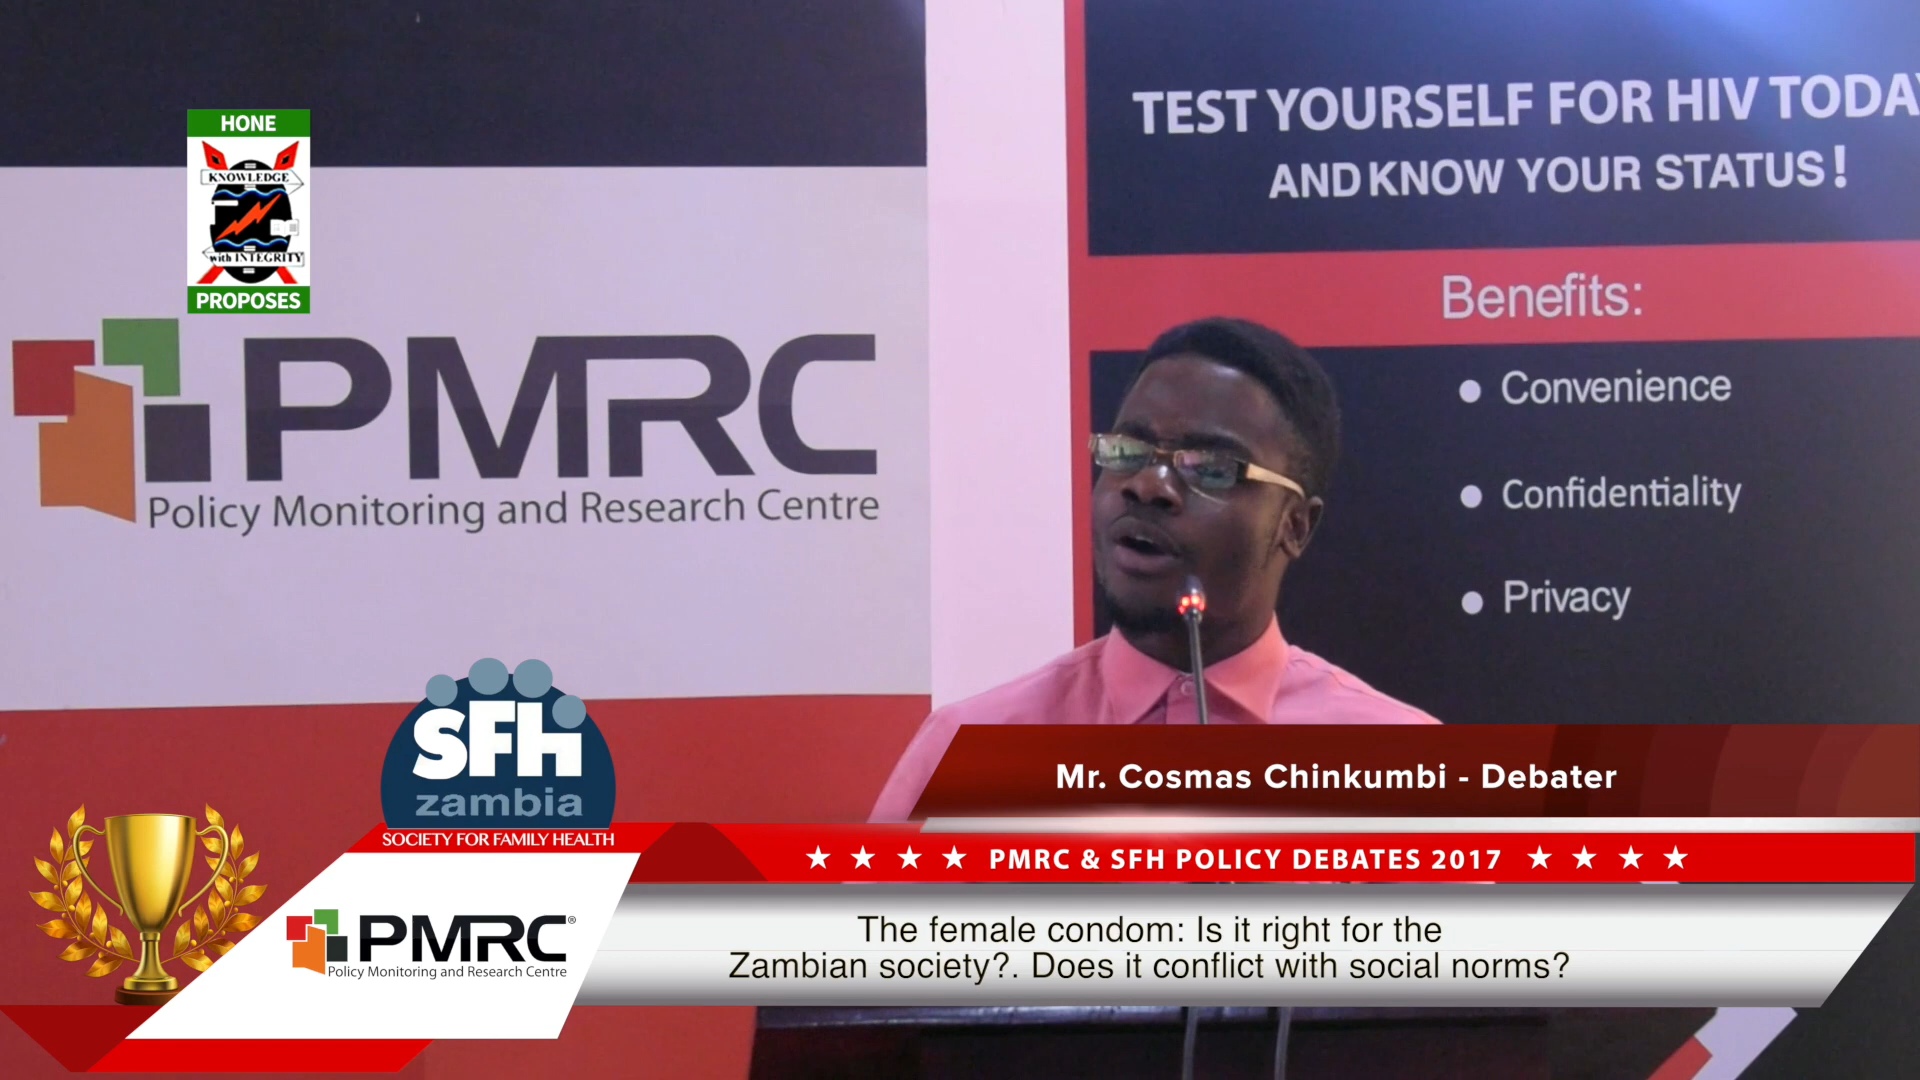 HONE
KNOWLEDGE
with INTEGRITY
PROPOSES
PMRC
Policy Monitoring and Research Centre
TEST YOURSELF FOR HIV TODA
AND KNOW YOUR STATUS!
Benefits:
• Convenience
• Confidentiality
• Privacy
SFH
zambia
SOCIETY FOR FAMILY HEALTH
Mr. Cosmas Chinkumbi - Debater
★ ★ ★ ★ PMRC & SFH POLICY DEBATES 2017 ★ ★ ★ ★
PMRC®
Policy Monitoring and Research Centre
The female condom: Is it right for the
Zambian society?. Does it conflict with social norms?